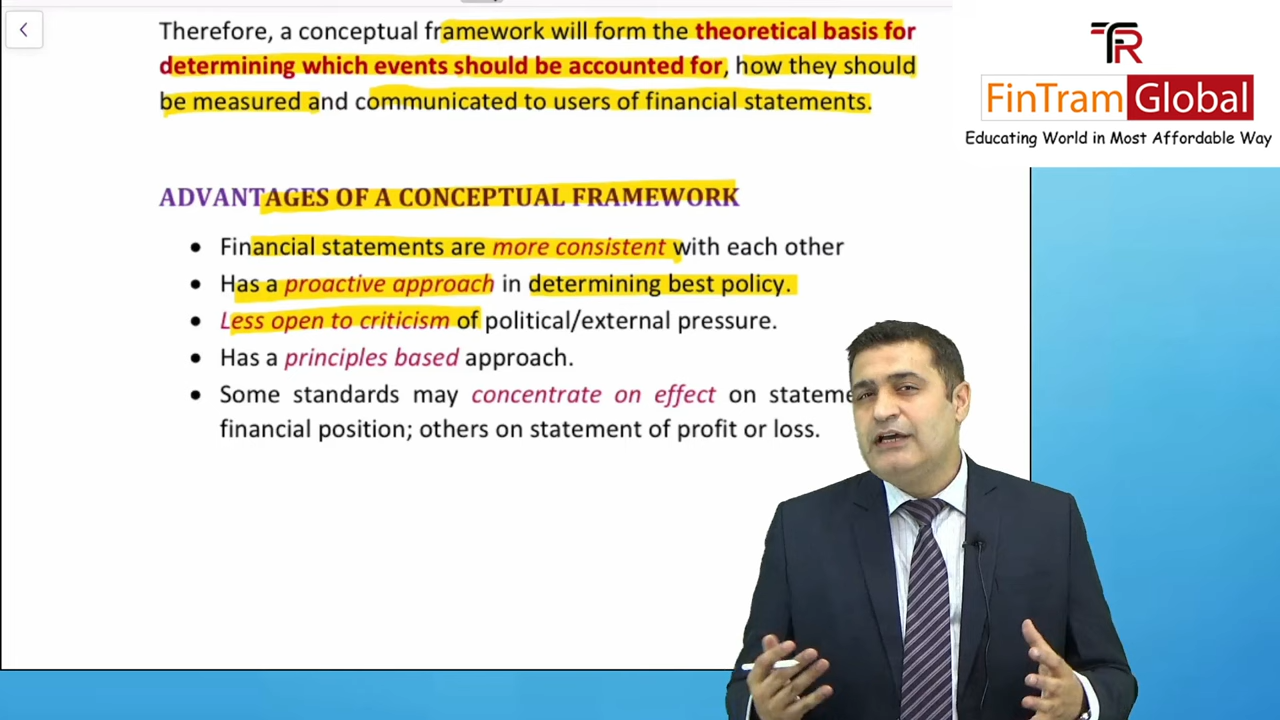 Therefore, a conceptual framework will form the theoretical basis for
determining which events should be accounted for, how they should
be measured and communicated to users of financial statements.
TFR
FinTram Global
Educating World in Most Affordable Way
ADVANTAGES OF A CONCEPTUAL FRAMEWORK
• Financial statements are more consistent with each other
• Has a proactive approach in determining best policy.
• Less open to criticism of political/external pressure.
• Has a principles based approach.
• Some standards may concentrate on effect on
financial position; others on statement of profit or loss.